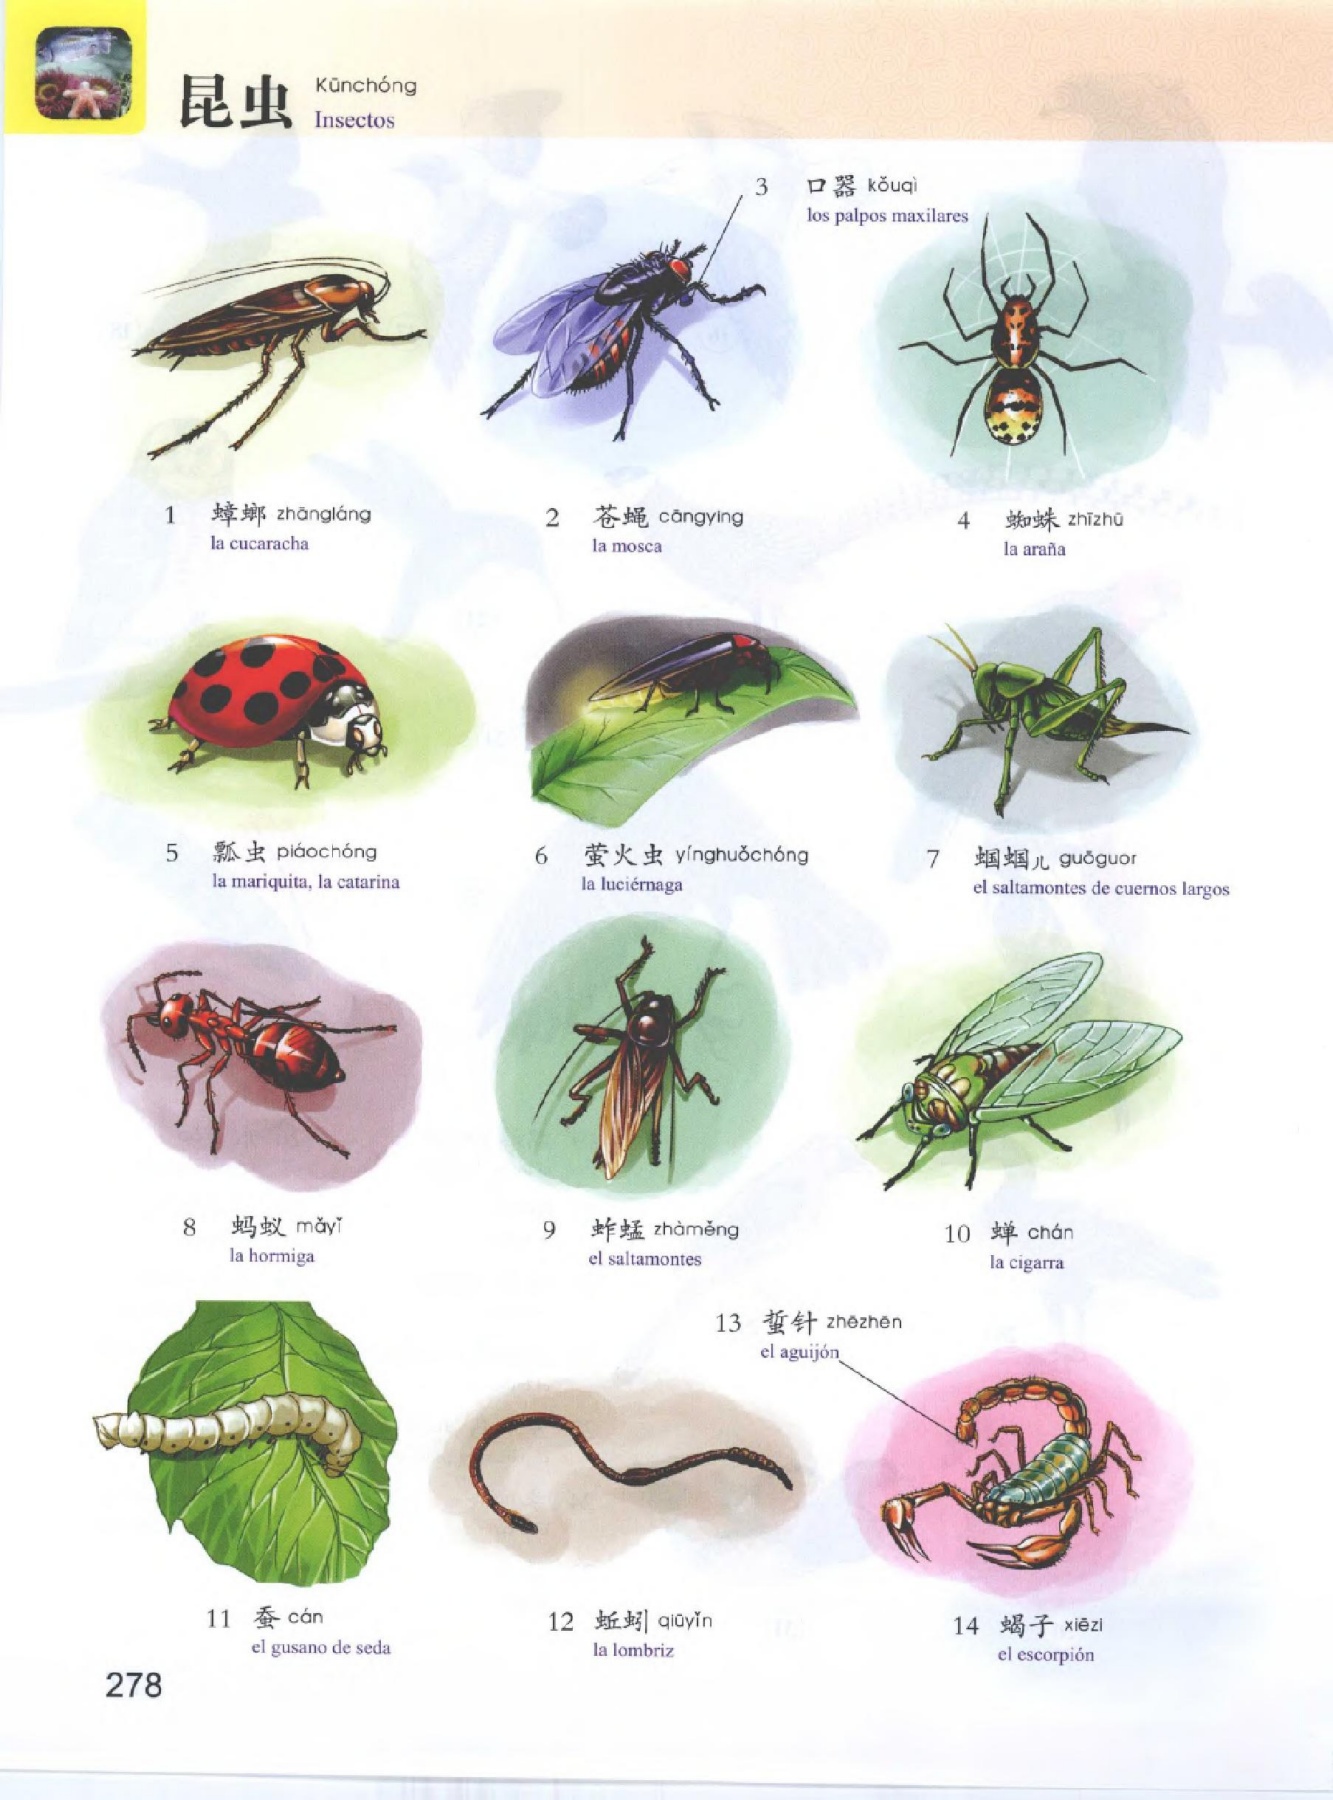 昆虫 Kūnchóng
Insectos
3 口器 kǒuqì
los palpos maxilares
1 蟑螂 zhāngláng
la cucaracha
2 苍蝇 cāngying
la mosca
4 蜘蛛 zhīzhū
la araña
5 瓢虫 piáochóng
la mariquita, la catarina
6 萤火虫 yínghuǒchóng
la luciérnaga
7 蝈蝈儿 guōguor
el saltamontes de cuernos largos
8 蚂蚁 mǎyǐ
la hormiga
9 蚱蜢 zhàměng
el saltamontes
10 蝉 chán
la cigarra
13 蜇针 zhēzhēn
el aguijón
11 蚕 cán
el gusano de seda
12 蚯蚓 qiūyǐn
la lombriz
14 蝎子 xiēzi
el escorpión
278